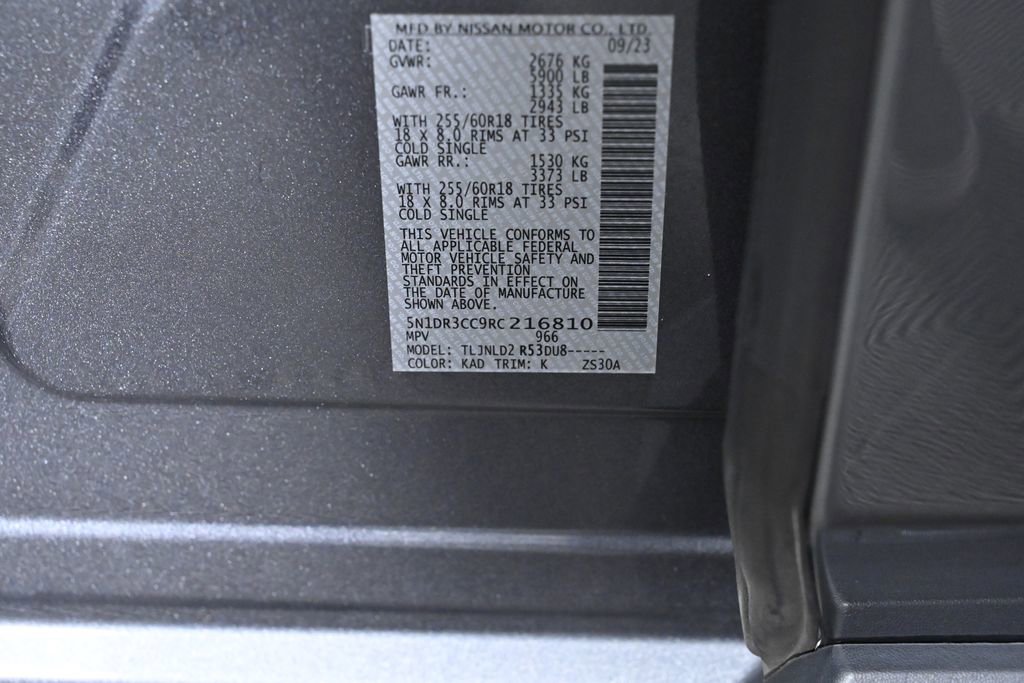 MFD BY NISSAN MOTOR CO., LTD.
DATE: 09/23
GVWR: 2676 KG
5900 LB
GAWR FR.: 1335 KG
2943 LB
WITH 255/60R18 TIRES
18 X 8.0 RIMS AT 33 PSI
COLD SINGLE
GAWR RR.: 1530 KG
3373 LB
WITH 255/60R18 TIRES
18 X 8.0 RIMS AT 33 PSI
COLD SINGLE
THIS VEHICLE CONFORMS TO
ALL APPLICABLE FEDERAL
MOTOR VEHICLE SAFETY AND
THEFT PREVENTION
STANDARDS IN EFFECT ON
THE DATE OF MANUFACTURE
SHOWN ABOVE.
5N1DR3CC9RC216810
MPV 966
MODEL: TLJNLD2 R53DU8-----
COLOR: KAD TRIM: K ZS30A